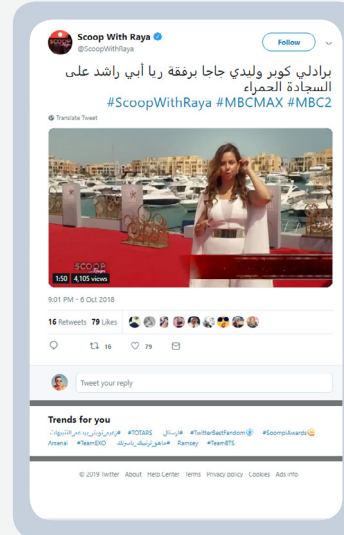 Scoop With Raya
@ScoopWithRaya
Follow
برادلي كوبر وليدي جاجا برفقة ريا أبي راشد على
السجادة الحمراء
#ScoopWithRaya #MBCMAX #MBC2
Translate Tweet
SCOOP
1:50 4,105 views
9:01 PM - 6 Oct 2018
16 Retweets 79 Likes
16 79
Tweet your reply
Trends for you
#TOTARS #ارسنال #TwitterBestFandom #SoompiAwards
Arsenal #TeamEXO #ماهو_ترتيبك_باسرتك Ramsey #TeamBTS
© 2019 Twitter About Help Center Terms Privacy policy Cookies Ads info